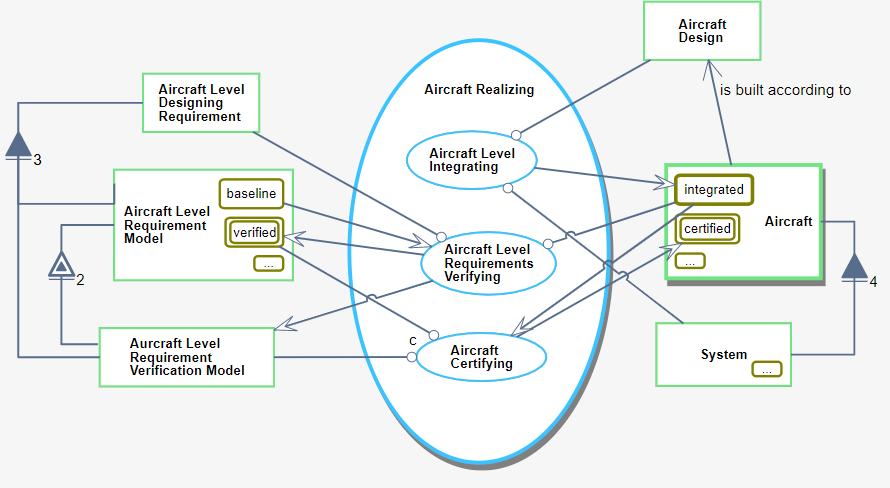 Aircraft
Design
Aircraft Level
Designing
Requirement
Aircraft Realizing
is built according to
3
Aircraft Level
Integrating
Aircraft Level
Requirement
Model
baseline
verified
...
integrated
certified
...
Aircraft
Aircraft Level
Requirements
Verifying
2
4
Aurcraft Level
Requirement
Verification Model
c
Aircraft
Certifying
System
...